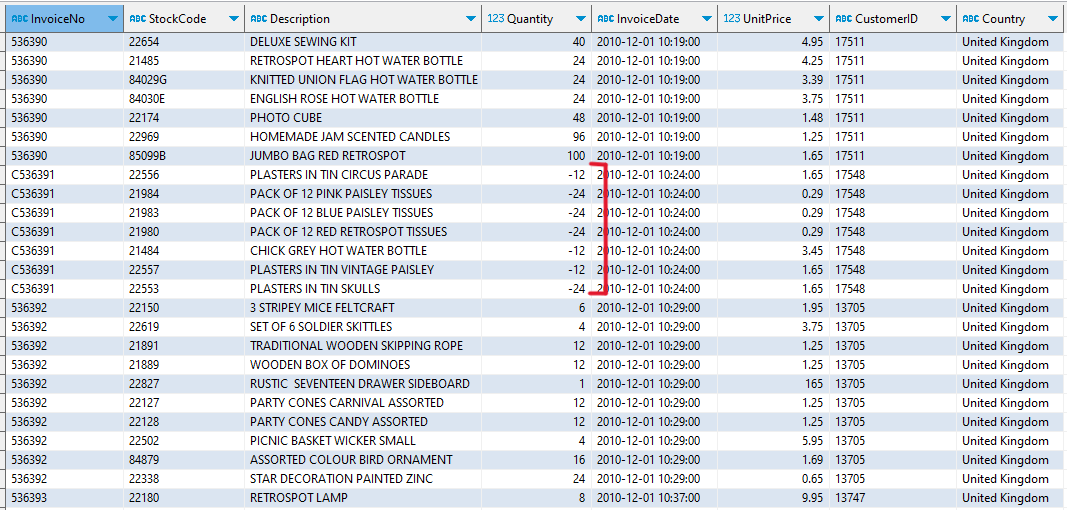 ABC InvoiceNo ABC StockCode ABC Description 123 Quantity ABC InvoiceDate 123 UnitPrice ABC CustomerID ABC Country
536390 22654 DELUXE SEWING KIT 40 2010-12-01 10:19:00 4.95 17511 United Kingdom
536390 21485 RETROSPOT HEART HOT WATER BOTTLE 24 2010-12-01 10:19:00 4.25 17511 United Kingdom
536390 84029G KNITTED UNION FLAG HOT WATER BOTTLE 24 2010-12-01 10:19:00 3.39 17511 United Kingdom
536390 84030E ENGLISH ROSE HOT WATER BOTTLE 24 2010-12-01 10:19:00 3.75 17511 United Kingdom
536390 22174 PHOTO CUBE 48 2010-12-01 10:19:00 1.48 17511 United Kingdom
536390 22969 HOMEMADE JAM SCENTED CANDLES 96 2010-12-01 10:19:00 1.25 17511 United Kingdom
536390 85099B JUMBO BAG RED RETROSPOT 100 2010-12-01 10:19:00 1.65 17511 United Kingdom
C536391 22556 PLASTERS IN TIN CIRCUS PARADE -12 2010-12-01 10:24:00 1.65 17548 United Kingdom
C536391 21984 PACK OF 12 PINK PAISLEY TISSUES -24 2010-12-01 10:24:00 0.29 17548 United Kingdom
C536391 21983 PACK OF 12 BLUE PAISLEY TISSUES -24 2010-12-01 10:24:00 0.29 17548 United Kingdom
C536391 21980 PACK OF 12 RED RETROSPOT TISSUES -24 2010-12-01 10:24:00 0.29 17548 United Kingdom
C536391 21484 CHICK GREY HOT WATER BOTTLE -12 2010-12-01 10:24:00 3.45 17548 United Kingdom
C536391 22557 PLASTERS IN TIN VINTAGE PAISLEY -12 2010-12-01 10:24:00 1.65 17548 United Kingdom
C536391 22553 PLASTERS IN TIN SKULLS -24 2010-12-01 10:24:00 1.65 17548 United Kingdom
536392 22150 3 STRIPEY MICE FELTCRAFT 6 2010-12-01 10:29:00 1.95 13705 United Kingdom
536392 22619 SET OF 6 SOLDIER SKITTLES 4 2010-12-01 10:29:00 3.75 13705 United Kingdom
536392 21891 TRADITIONAL WOODEN SKIPPING ROPE 12 2010-12-01 10:29:00 1.25 13705 United Kingdom
536392 21889 WOODEN BOX OF DOMINOES 12 2010-12-01 10:29:00 1.25 13705 United Kingdom
536392 22827 RUSTIC  SEVENTEEN DRAWER SIDEBOARD 1 2010-12-01 10:29:00 165 13705 United Kingdom
536392 22127 PARTY CONES CARNIVAL ASSORTED 12 2010-12-01 10:29:00 1.25 13705 United Kingdom
536392 22128 PARTY CONES CANDY ASSORTED 12 2010-12-01 10:29:00 1.25 13705 United Kingdom
536392 22502 PICNIC BASKET WICKER SMALL 4 2010-12-01 10:29:00 5.95 13705 United Kingdom
536392 84879 ASSORTED COLOUR BIRD ORNAMENT 16 2010-12-01 10:29:00 1.69 13705 United Kingdom
536392 22338 STAR DECORATION PAINTED ZINC 24 2010-12-01 10:29:00 0.65 13705 United Kingdom
536393 22180 RETROSPOT LAMP 8 2010-12-01 10:37:00 9.95 13747 United Kingdom